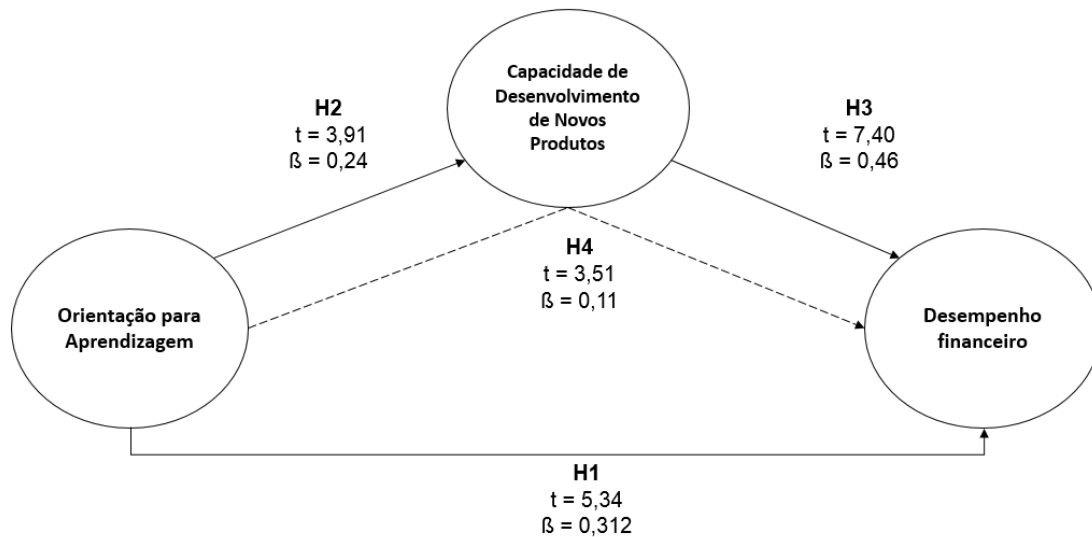 Capacidade de
Desenvolvimento
de Novos
Produtos
H2
t = 3,91
ß = 0,24
H3
t = 7,40
ß = 0,46
H4
t = 3,51
ß = 0,11
Orientação para
Aprendizagem
Desempenho
financeiro
H1
t = 5,34
ß = 0,312